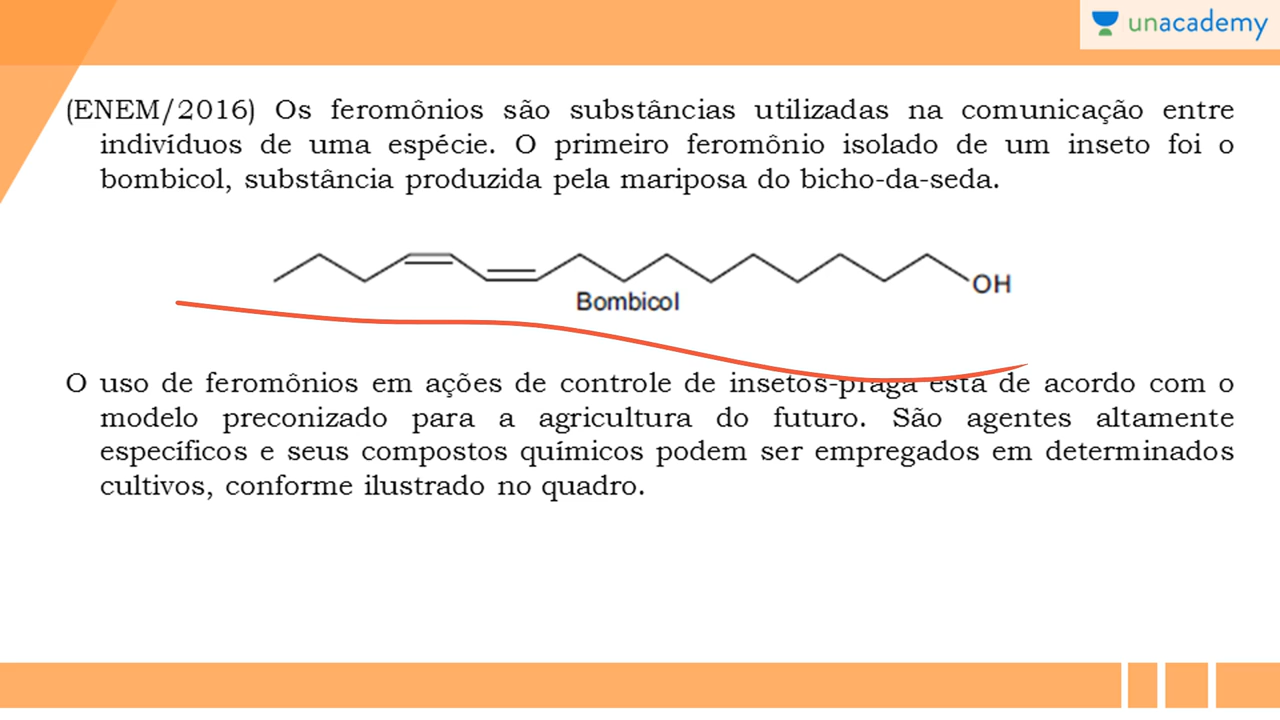 unacademy
(ENEM/2016) Os feromônios são substâncias utilizadas na comunicação entre
indivíduos de uma espécie. O primeiro feromônio isolado de um inseto foi o
bombicol, substância produzida pela mariposa do bicho-da-seda.
OH
Bombicol
O uso de feromônios em ações de controle de insetos-praga está de acordo com o
modelo preconizado para a agricultura do futuro. São agentes altamente
específicos e seus compostos químicos podem ser empregados em determinados
cultivos, conforme ilustrado no quadro.